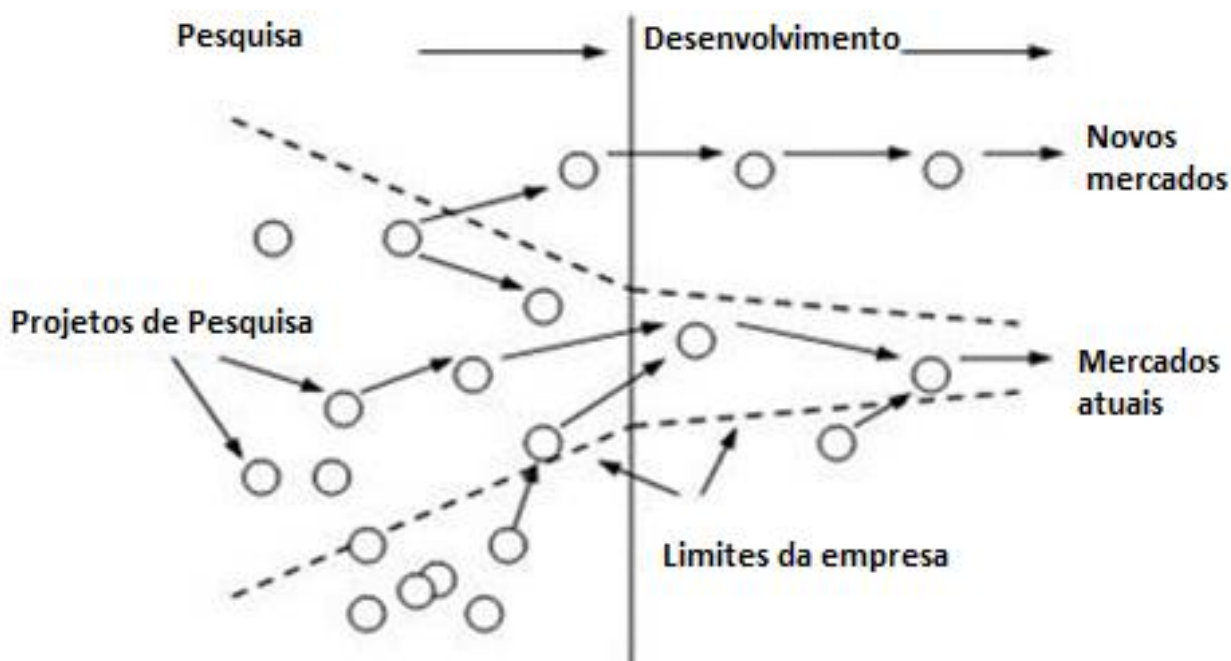 Pesquisa
Desenvolvimento
Novos
mercados
Projetos de Pesquisa
Mercados
atuais
Limites da empresa